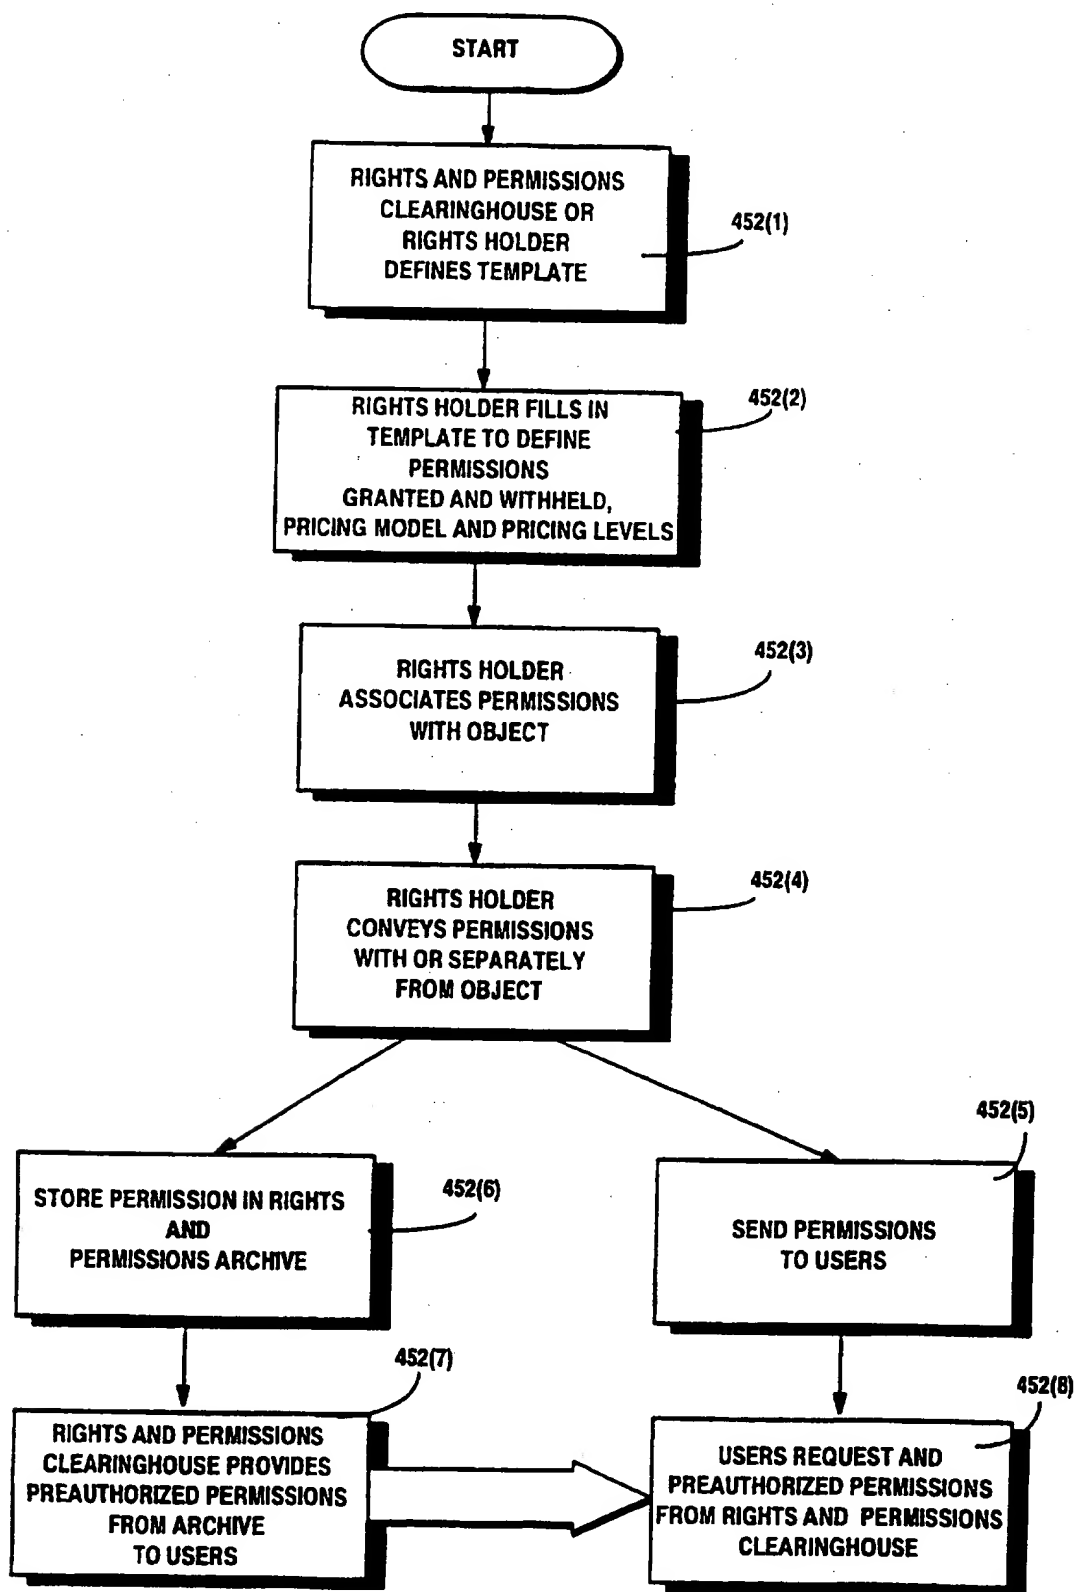 START
RIGHTS AND PERMISSIONS
CLEARINGHOUSE OR
RIGHTS HOLDER
DEFINES TEMPLATE
452(1)
RIGHTS HOLDER FILLS IN
TEMPLATE TO DEFINE
PERMISSIONS
GRANTED AND WITHHELD,
PRICING MODEL AND PRICING LEVELS
452(2)
RIGHTS HOLDER
ASSOCIATES PERMISSIONS
WITH OBJECT
452(3)
RIGHTS HOLDER
CONVEYS PERMISSIONS
WITH OR SEPARATELY
FROM OBJECT
452(4)
STORE PERMISSION IN RIGHTS
AND
PERMISSIONS ARCHIVE
452(6)
SEND PERMISSIONS
TO USERS
452(5)
RIGHTS AND PERMISSIONS
CLEARINGHOUSE PROVIDES
PREAUTHORIZED PERMISSIONS
FROM ARCHIVE
TO USERS
452(7)
USERS REQUEST AND
PREAUTHORIZED PERMISSIONS
FROM RIGHTS AND PERMISSIONS
CLEARINGHOUSE
452(8)